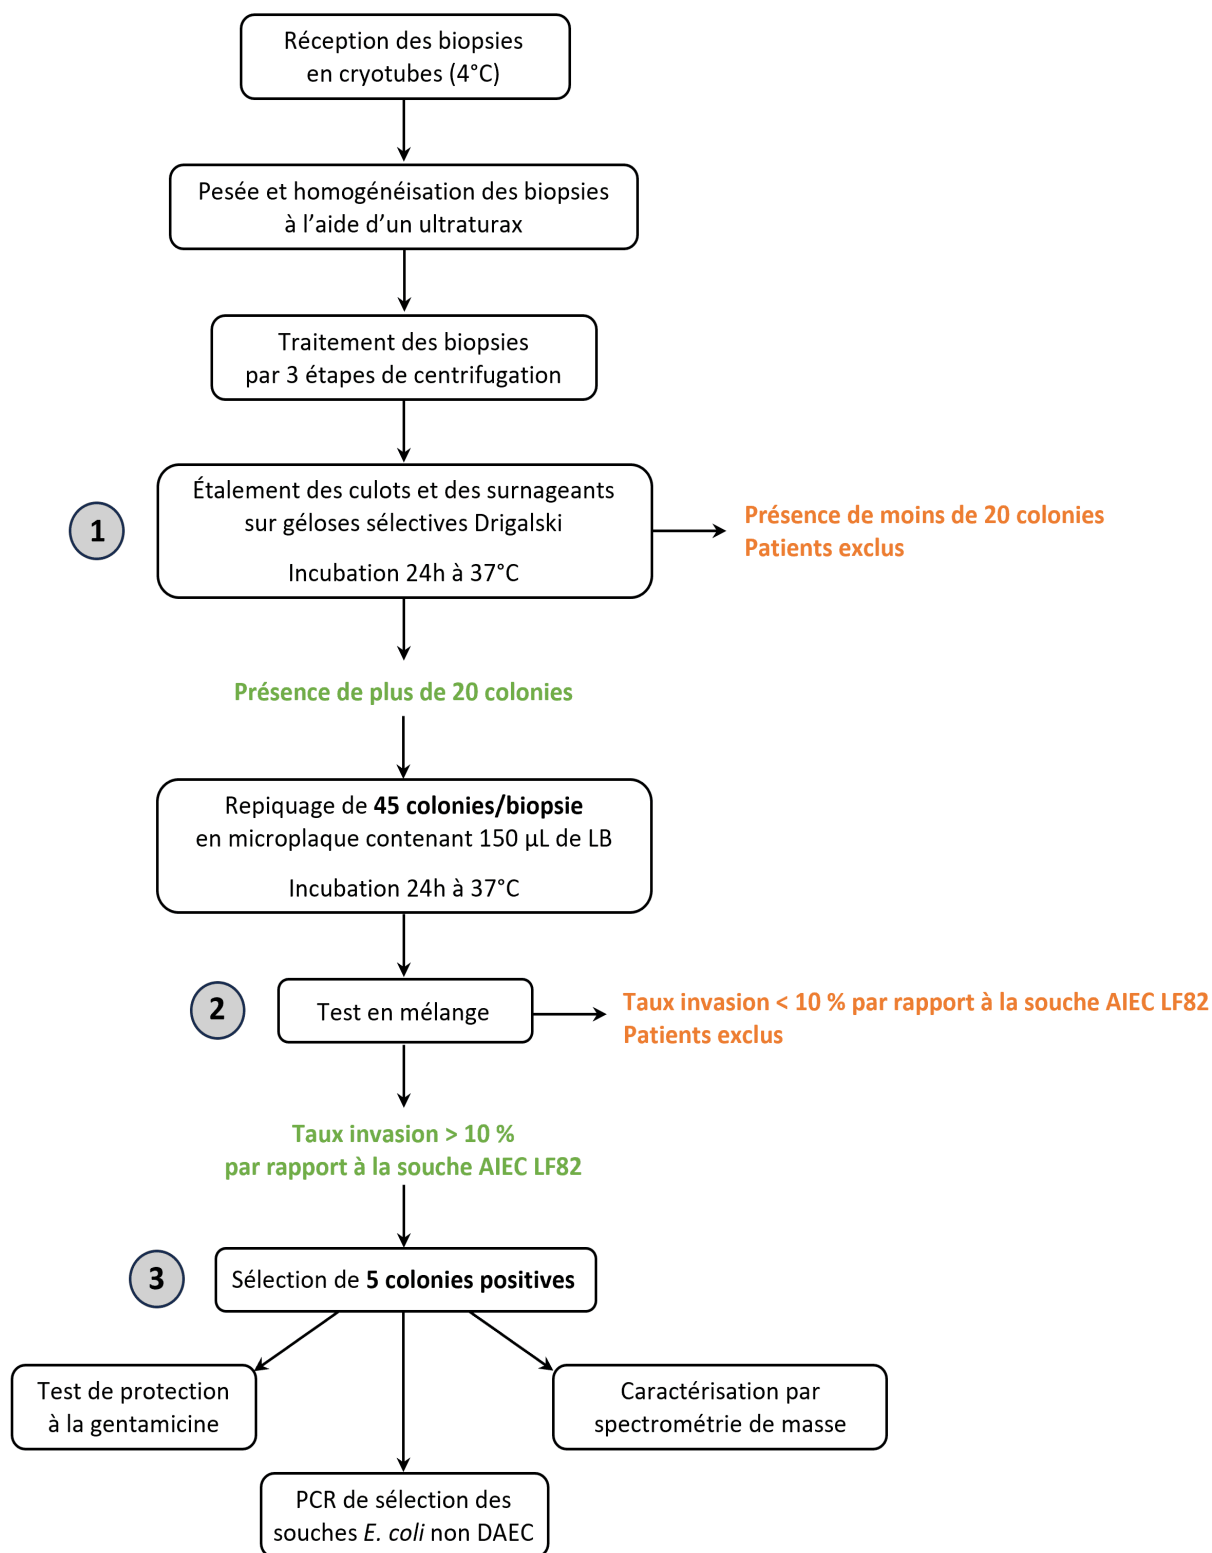 Réception des biopsies
en cryotubes (4°C)
Pesée et homogénéisation des biopsies
à l'aide d'un ultraturax
Traitement des biopsies
par 3 étapes de centrifugation
1
Étalement des culots et des surnageants
sur géloses sélectives Drigalski
Incubation 24h à 37°C
Présence de moins de 20 colonies
Patients exclus
Présence de plus de 20 colonies
Repiquage de 45 colonies/biopsie
en microplaque contenant 150 µL de LB
Incubation 24h à 37°C
2
Test en mélange
Taux invasion < 10 % par rapport à la souche AIEC LF82
Patients exclus
Taux invasion > 10 %
par rapport à la souche AIEC LF82
3
Sélection de 5 colonies positives
Test de protection
à la gentamicine
Caractérisation par
spectrométrie de masse
PCR de sélection des
souches E. coli non DAEC